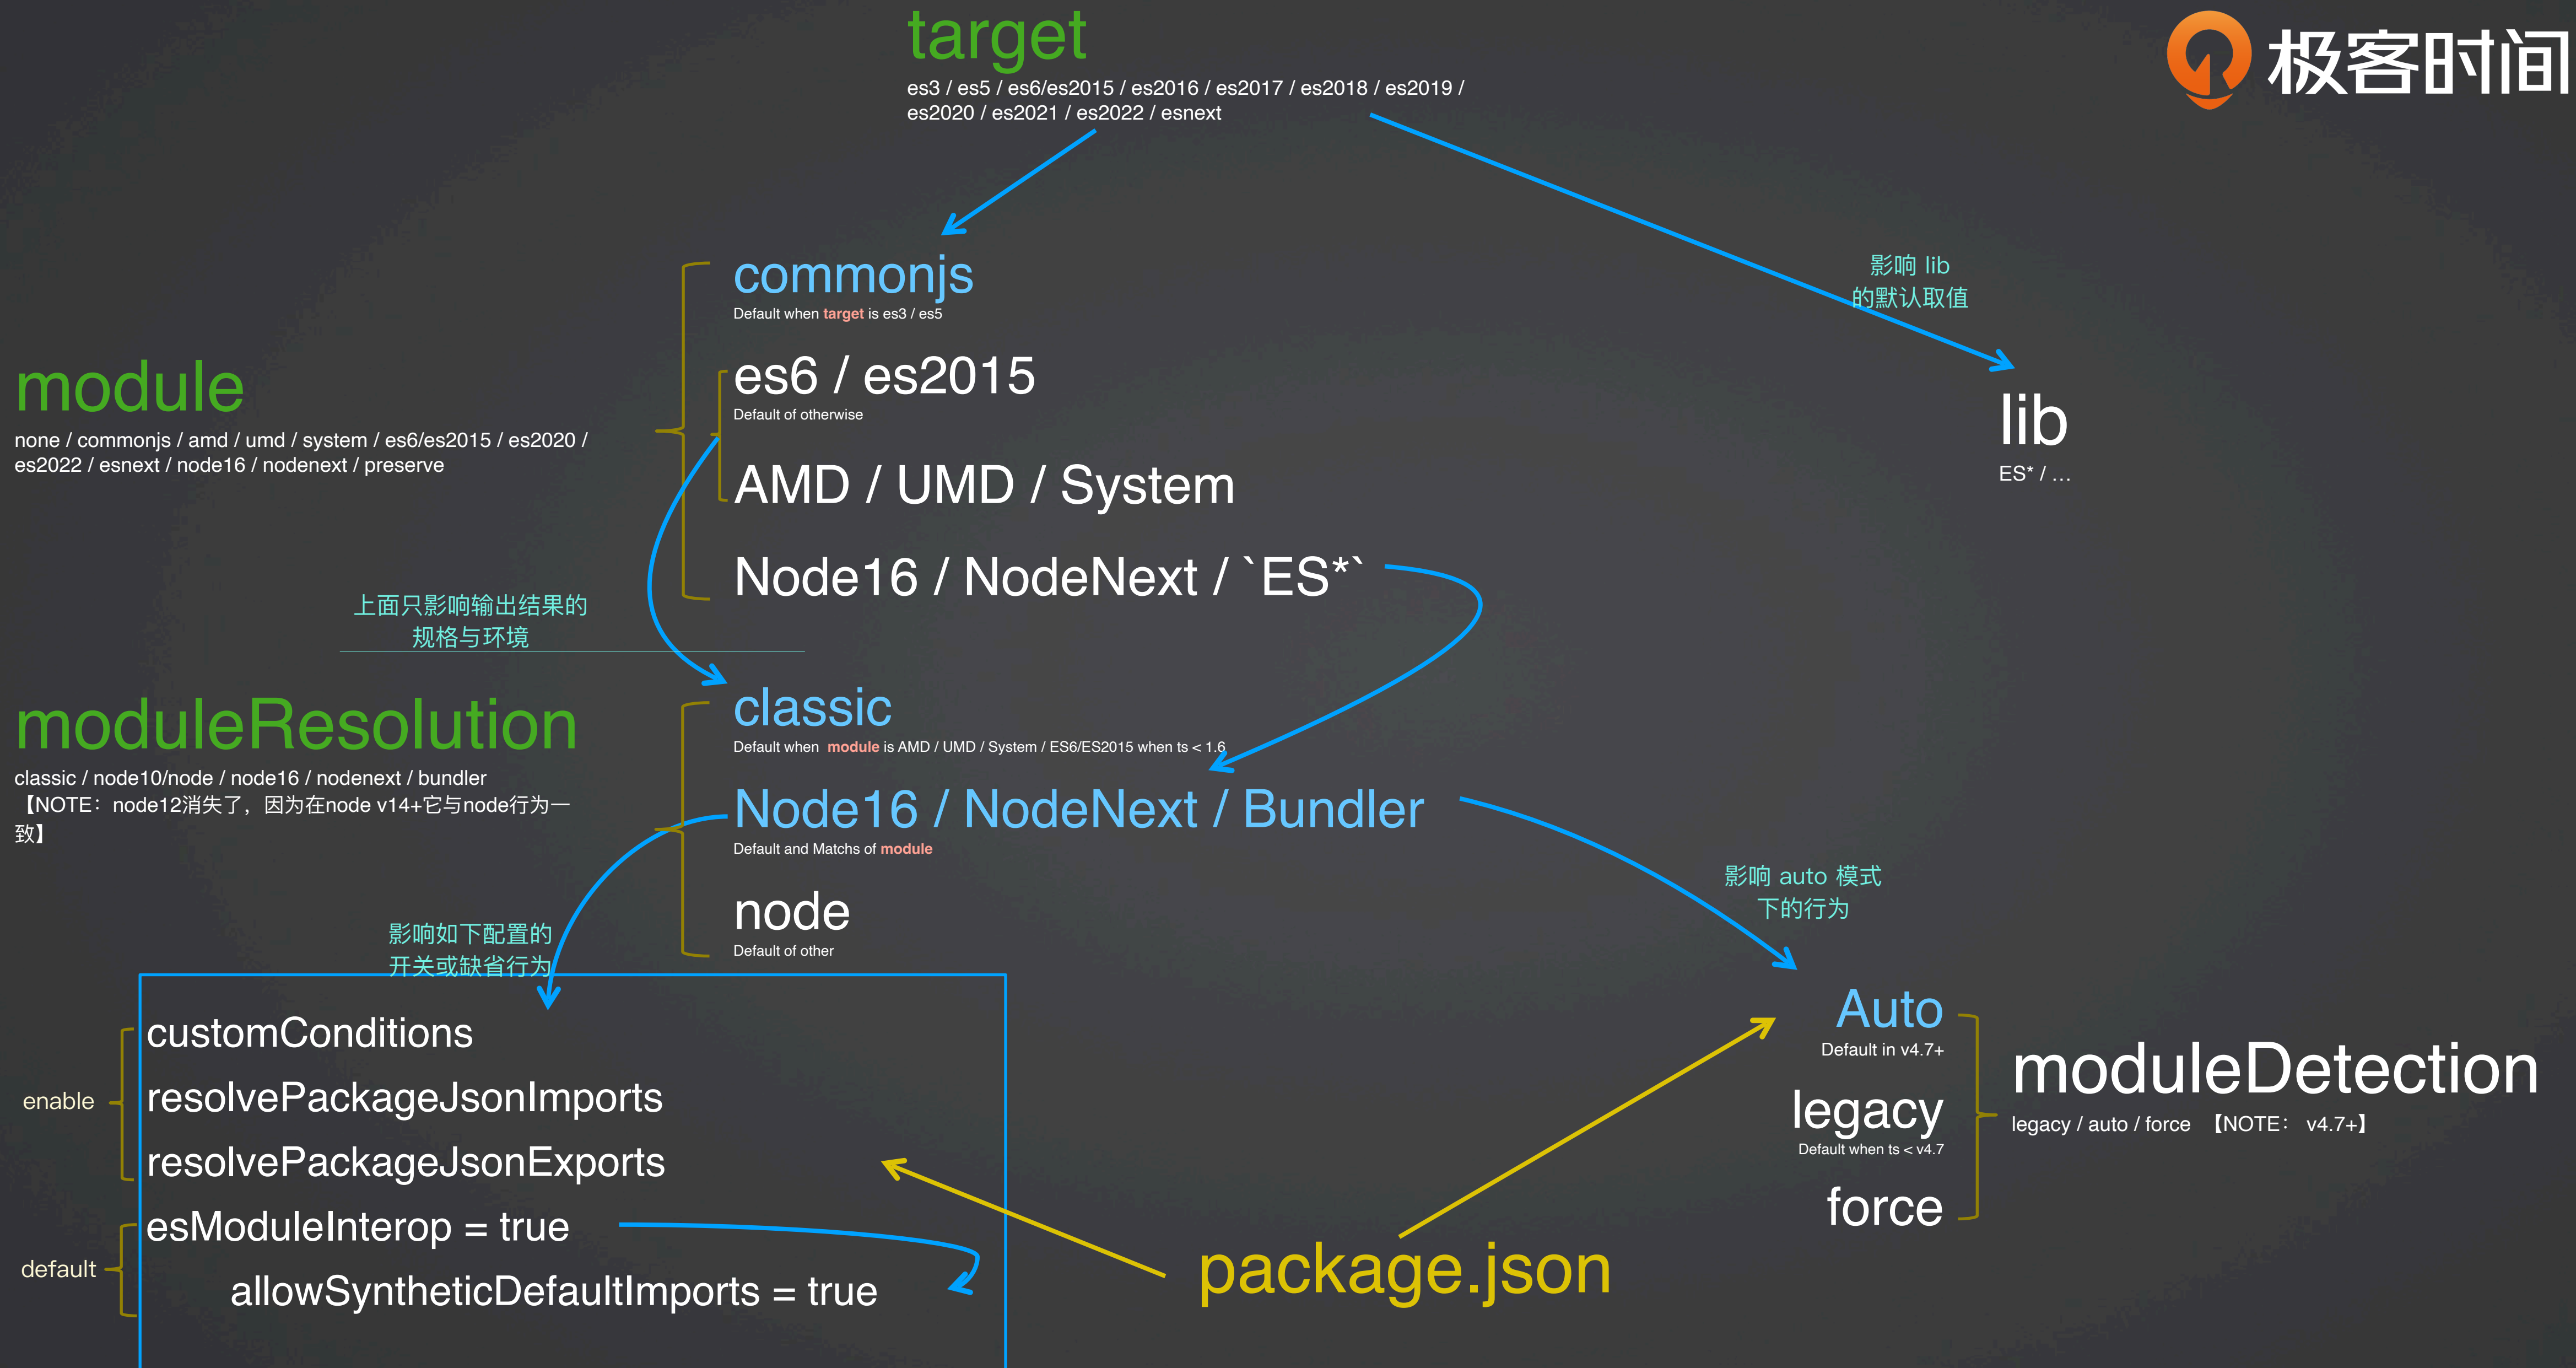 target
es3 / es5 / es6/es2015 / es2016 / es2017 / es2018 / es2019 /
es2020 / es2021 / es2022 / esnext
极客时间
影响 lib
的默认取值
lib
ES* / …
module
none / commonjs / amd / umd / system / es6/es2015 / es2020 /
es2022 / esnext / node16 / nodenext / preserve
commonjs
Default when target is es3 / es5
es6 / es2015
Default of otherwise
AMD / UMD / System
Node16 / NodeNext / `ES*`
上面只影响输出结果的
规格与环境
moduleResolution
classic / node10/node / node16 / nodenext / bundler
【NOTE：node12消失了，因为在node v14+它与node行为一
致】
classic
Default when module is AMD / UMD / System / ES6/ES2015 when ts < 1.6
Node16 / NodeNext / Bundler
Default and Matchs of module
node
Default of other
影响如下配置的
开关或缺省行为
enable
customConditions
resolvePackageJsonImports
resolvePackageJsonExports
default
esModuleInterop = true
allowSyntheticDefaultImports = true
package.json
影响 auto 模式
下的行为
Auto
Default in v4.7+
legacy
Default when ts < v4.7
force
moduleDetection
legacy / auto / force 【NOTE： v4.7+】